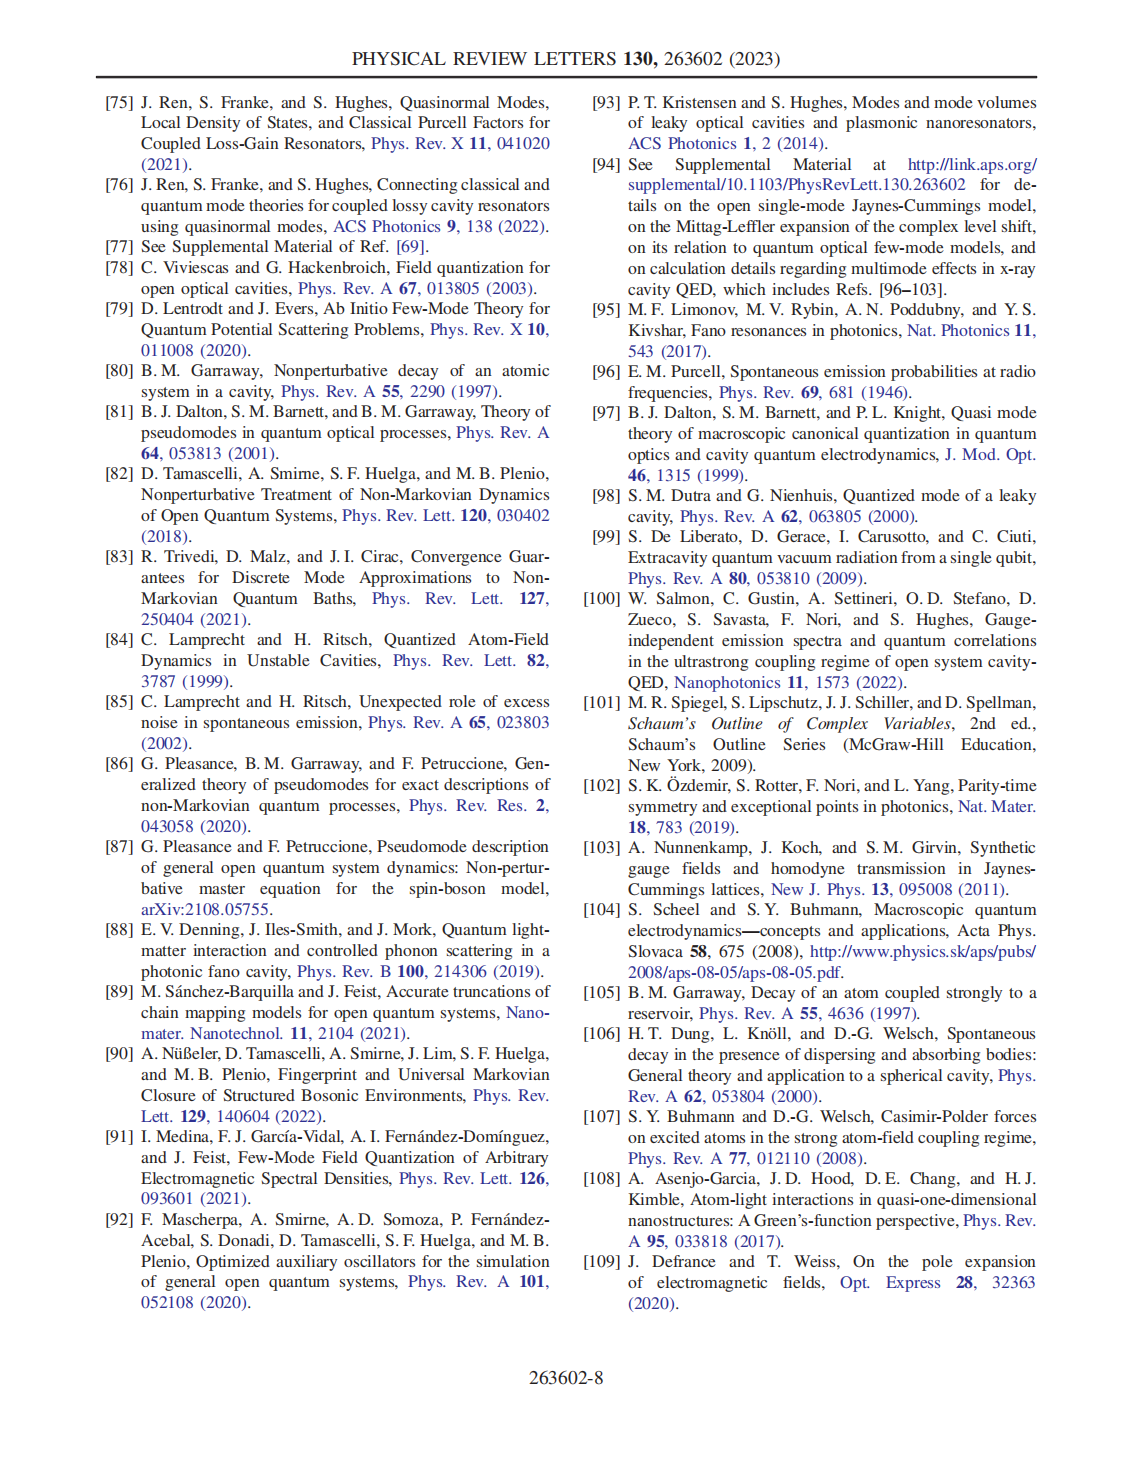 PHYSICAL REVIEW LETTERS 130, 263602 (2023)
[75] J. Ren, S. Franke, and S. Hughes, Quasinormal Modes,
Local Density of States, and Classical Purcell Factors for
Coupled Loss-Gain Resonators, Phys. Rev. X 11, 041020
(2021).
[76] J. Ren, S. Franke, and S. Hughes, Connecting classical and
quantum mode theories for coupled lossy cavity resonators
using quasinormal modes, ACS Photonics 9, 138 (2022).
[77] See Supplemental Material of Ref. [69].
[78] C. Viviescas and G. Hackenbroich, Field quantization for
open optical cavities, Phys. Rev. A 67, 013805 (2003).
[79] D. Lentrodt and J. Evers, Ab Initio Few-Mode Theory for
Quantum Potential Scattering Problems, Phys. Rev. X 10,
011008 (2020).
[80] B. M. Garraway, Nonperturbative decay of an atomic
system in a cavity, Phys. Rev. A 55, 2290 (1997).
[81] B. J. Dalton, S. M. Barnett, and B. M. Garraway, Theory of
pseudomodes in quantum optical processes, Phys. Rev. A
64, 053813 (2001).
[82] D. Tamascelli, A. Smirne, S. F. Huelga, and M. B. Plenio,
Nonperturbative Treatment of Non-Markovian Dynamics
of Open Quantum Systems, Phys. Rev. Lett. 120, 030402
(2018).
[83] R. Trivedi, D. Malz, and J. I. Cirac, Convergence Guar-
antees for Discrete Mode Approximations to Non-
Markovian Quantum Baths, Phys. Rev. Lett. 127,
250404 (2021).
[84] C. Lamprecht and H. Ritsch, Quantized Atom-Field
Dynamics in Unstable Cavities, Phys. Rev. Lett. 82,
3787 (1999).
[85] C. Lamprecht and H. Ritsch, Unexpected role of excess
noise in spontaneous emission, Phys. Rev. A 65, 023803
(2002).
[86] G. Pleasance, B. M. Garraway, and F. Petruccione, Gen-
eralized theory of pseudomodes for exact descriptions of
non-Markovian quantum processes, Phys. Rev. Res. 2,
043058 (2020).
[87] G. Pleasance and F. Petruccione, Pseudomode description
of general open quantum system dynamics: Non-pertur-
bative master equation for the spin-boson model,
arXiv:2108.05755.
[88] E. V. Denning, J. Iles-Smith, and J. Mork, Quantum light-
matter interaction and controlled phonon scattering in a
photonic fano cavity, Phys. Rev. B 100, 214306 (2019).
[89] M. Sánchez-Barquilla and J. Feist, Accurate truncations of
chain mapping models for open quantum systems, Nano-
mater. Nanotechnol. 11, 2104 (2021).
[90] A. Nüßeler, D. Tamascelli, A. Smirne, J. Lim, S. F. Huelga,
and M. B. Plenio, Fingerprint and Universal Markovian
Closure of Structured Bosonic Environments, Phys. Rev.
Lett. 129, 140604 (2022).
[91] I. Medina, F. J. García-Vidal, A. I. Fernández-Domínguez,
and J. Feist, Few-Mode Field Quantization of Arbitrary
Electromagnetic Spectral Densities, Phys. Rev. Lett. 126,
093601 (2021).
[92] F. Mascherpa, A. Smirne, A. D. Somoza, P. Fernández-
Acebal, S. Donadi, D. Tamascelli, S. F. Huelga, and M. B.
Plenio, Optimized auxiliary oscillators for the simulation
of general open quantum systems, Phys. Rev. A 101,
052108 (2020).
[93] P. T. Kristensen and S. Hughes, Modes and mode volumes
of leaky optical cavities and plasmonic nanoresonators,
ACS Photonics 1, 2 (2014).
[94] See Supplemental Material at http://link.aps.org/
supplemental/10.1103/PhysRevLett.130.263602 for de-
tails on the open single-mode Jaynes-Cummings model,
on the Mittag-Leffler expansion of the complex level shift,
on its relation to quantum optical few-mode models, and
on calculation details regarding multimode effects in x-ray
cavity QED, which includes Refs. [96–103].
[95] M. F. Limonov, M. V. Rybin, A. N. Poddubny, and Y. S.
Kivshar, Fano resonances in photonics, Nat. Photonics 11,
543 (2017).
[96] E. M. Purcell, Spontaneous emission probabilities at radio
frequencies, Phys. Rev. 69, 681 (1946).
[97] B. J. Dalton, S. M. Barnett, and P. L. Knight, Quasi mode
theory of macroscopic canonical quantization in quantum
optics and cavity quantum electrodynamics, J. Mod. Opt.
46, 1315 (1999).
[98] S. M. Dutra and G. Nienhuis, Quantized mode of a leaky
cavity, Phys. Rev. A 62, 063805 (2000).
[99] S. De Liberato, D. Gerace, I. Carusotto, and C. Ciuti,
Extracavity quantum vacuum radiation from a single qubit,
Phys. Rev. A 80, 053810 (2009).
[100] W. Salmon, C. Gustin, A. Settineri, O. D. Stefano, D.
Zueco, S. Savasta, F. Nori, and S. Hughes, Gauge-
independent emission spectra and quantum correlations
in the ultrastrong coupling regime of open system cavity-
QED, Nanophotonics 11, 1573 (2022).
[101] M. R. Spiegel, S. Lipschutz, J. J. Schiller, and D. Spellman,
Schaum's Outline of Complex Variables, 2nd ed.,
Schaum's Outline Series (McGraw-Hill Education,
New York, 2009).
[102] S. K. Özdemir, S. Rotter, F. Nori, and L. Yang, Parity-time
symmetry and exceptional points in photonics, Nat. Mater.
18, 783 (2019).
[103] A. Nunnenkamp, J. Koch, and S. M. Girvin, Synthetic
gauge fields and homodyne transmission in Jaynes-
Cummings lattices, New J. Phys. 13, 095008 (2011).
[104] S. Scheel and S. Y. Buhmann, Macroscopic quantum
electrodynamics—concepts and applications, Acta Phys.
Slovaca 58, 675 (2008), http://www.physics.sk/aps/pubs/
2008/aps-08-05/aps-08-05.pdf.
[105] B. M. Garraway, Decay of an atom coupled strongly to a
reservoir, Phys. Rev. A 55, 4636 (1997).
[106] H. T. Dung, L. Knöll, and D.-G. Welsch, Spontaneous
decay in the presence of dispersing and absorbing bodies:
General theory and application to a spherical cavity, Phys.
Rev. A 62, 053804 (2000).
[107] S. Y. Buhmann and D.-G. Welsch, Casimir-Polder forces
on excited atoms in the strong atom-field coupling regime,
Phys. Rev. A 77, 012110 (2008).
[108] A. Asenjo-Garcia, J. D. Hood, D. E. Chang, and H. J.
Kimble, Atom-light interactions in quasi-one-dimensional
nanostructures: A Green's-function perspective, Phys. Rev.
A 95, 033818 (2017).
[109] J. Defrance and T. Weiss, On the pole expansion
of electromagnetic fields, Opt. Express 28, 32363
(2020).
263602-8